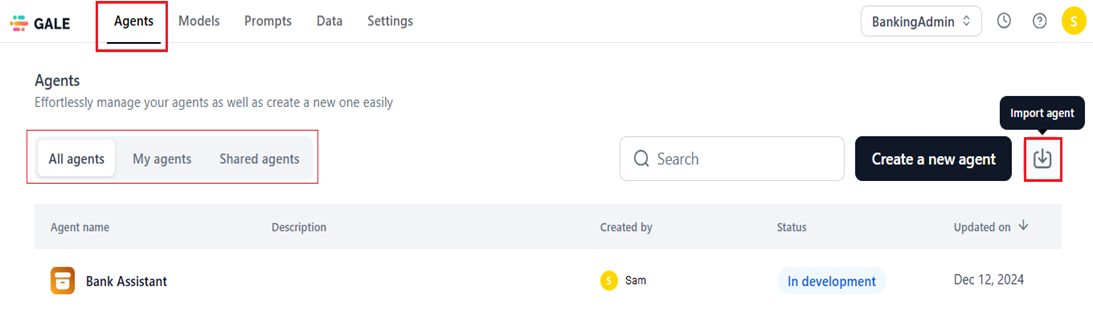 GALE Agents Models Prompts Data Settings BankingAdmin S
Agents
Effortlessly manage your agents as well as create a new one easily
Import agent
All agents My agents Shared agents Search Create a new agent
Agent name Description Created by Status Updated on
Bank Assistant S Sam In development Dec 12, 2024